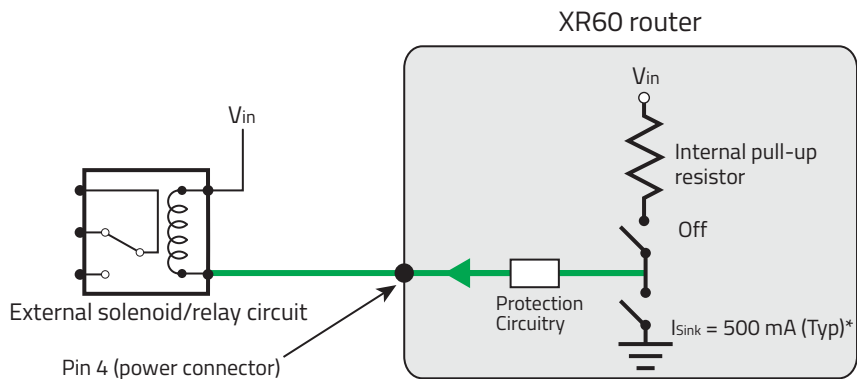 XR60 router
Vin
Vin
Internal pull-up
resistor
Off
Protection
Circuitry
ISink = 500 mA (Typ)*
External solenoid/relay circuit
Pin 4 (power connector)